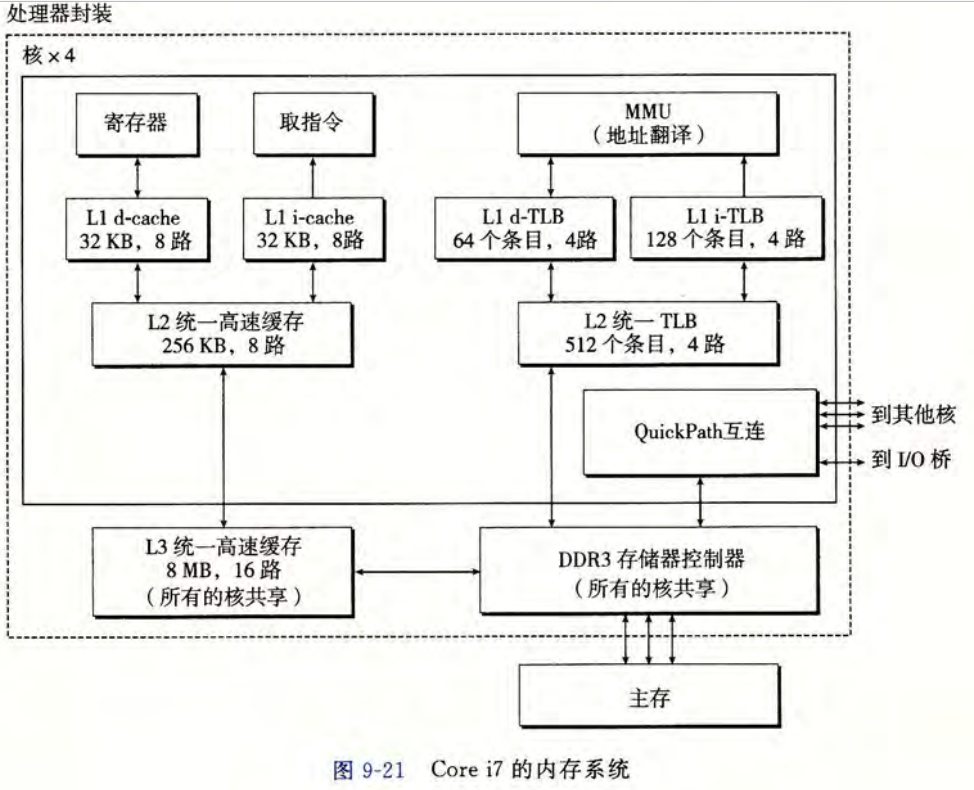 处理器封装
核×4
寄存器
取指令
MMU
（地址翻译）
L1 d-cache
32 KB，8 路
L1 i-cache
32 KB，8路
L1 d-TLB
64 个条目，4路
L1 i-TLB
128 个条目，4 路
L2 统一高速缓存
256 KB，8 路
L2 统一 TLB
512 个条目，4 路
QuickPath互连
到其他核
到 I/O 桥
L3 统一高速缓存
8 MB，16 路
（所有的核共享）
DDR3 存储器控制器
（所有的核共享）
主存
图 9-21 Core i7 的内存系统